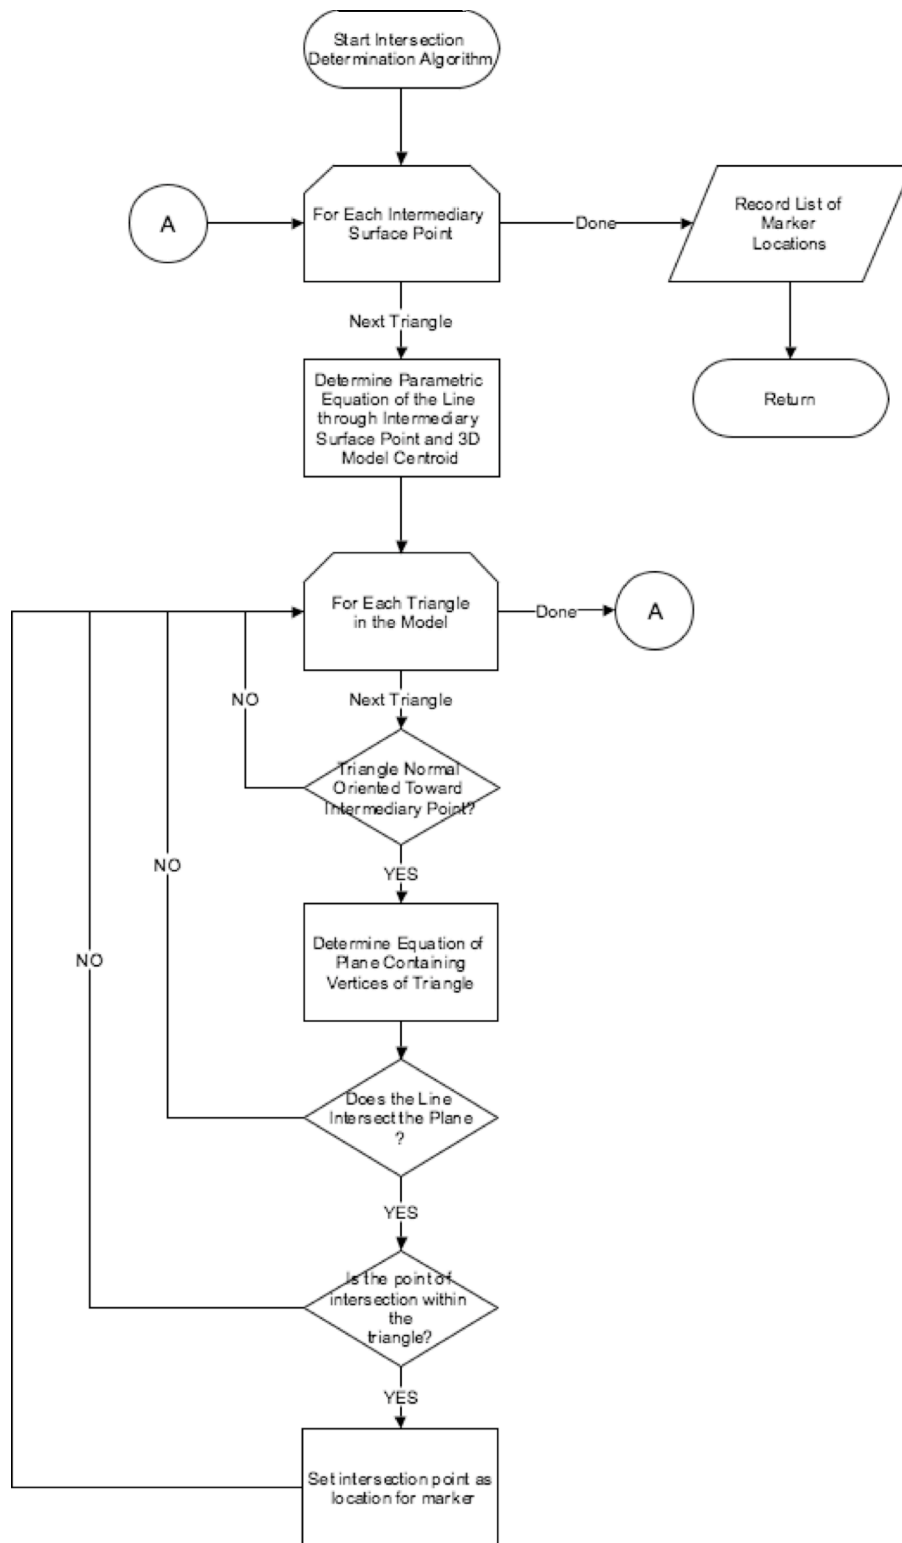 Start Intersection
Determination Algorithm
A
For Each Intermediary
Surface Point
Done
Record List of
Marker
Locations
Next Triangle
Return
Determine Parametric
Equation of the Line
through Intermediary
Surface Point and 3D
Model Centroid
For Each Triangle
in the Model
Done
A
Next Triangle
NO
Triangle Normal
Oriented Toward
Intermediary Point?
NO
YES
NO
Determine Equation of
Plane Containing
Vertices of Triangle
Does the Line
Intersect the Plane
?
YES
Is the point of
intersection within
the
triangle?
YES
Set intersection point as
location for marker